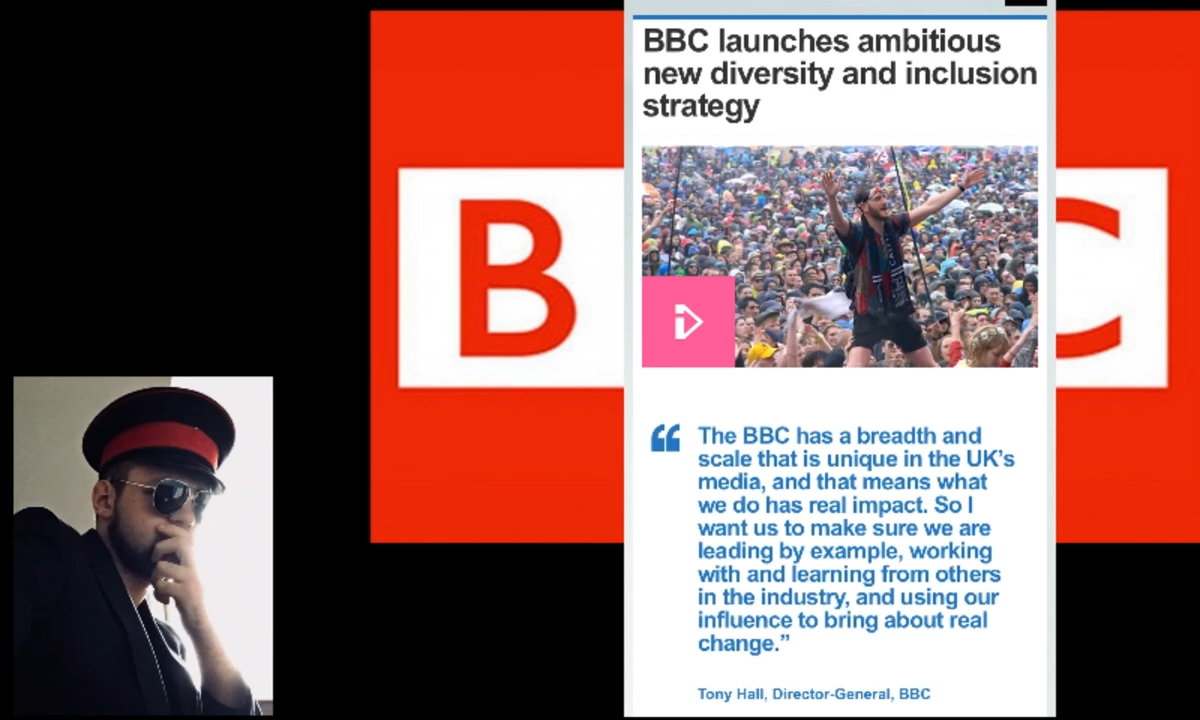 BBC launches ambitious
new diversity and inclusion
strategy
B C
“ The BBC has a breadth and
scale that is unique in the UK’s
media, and that means what
we do has real impact. So I
want us to make sure we are
leading by example, working
with and learning from others
in the industry, and using our
influence to bring about real
change.”
Tony Hall, Director-General, BBC